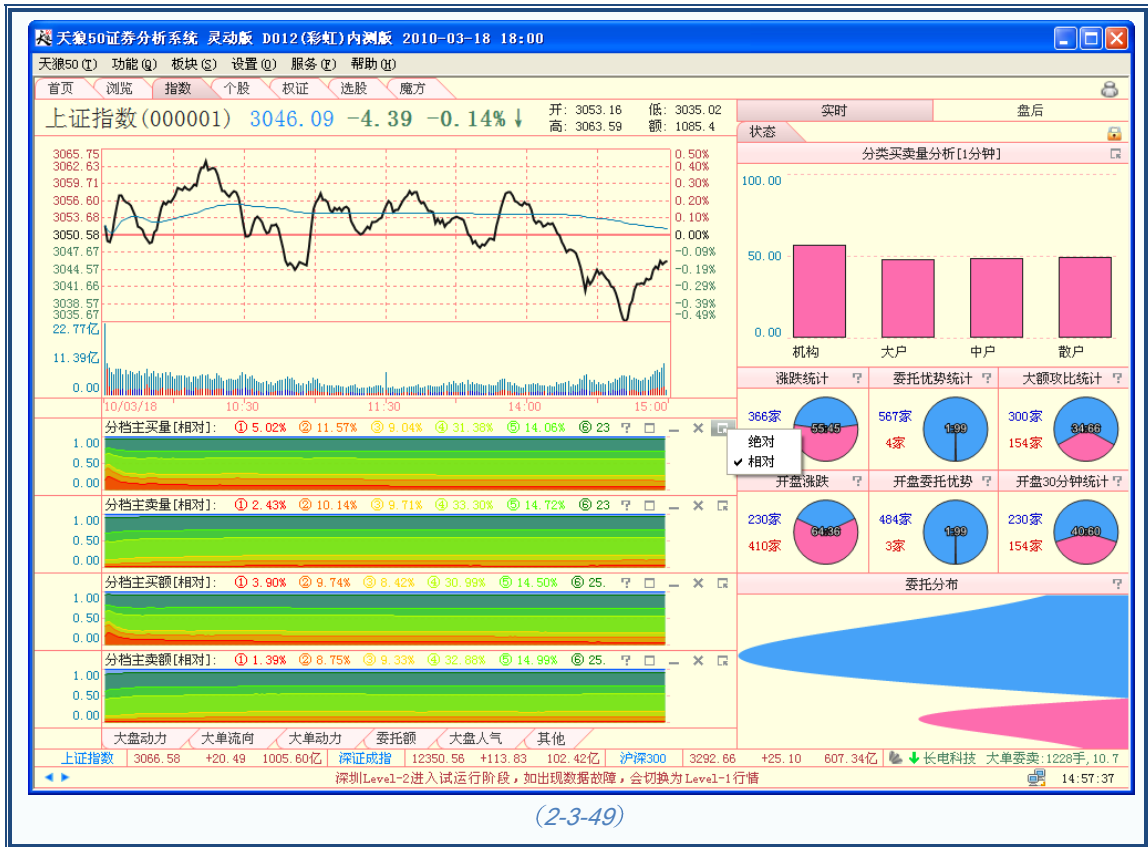 天狼50证券分析系统 灵动版 D012(彩虹)内测版 2010-03-18 18:00
天狼50(T) 功能(Q) 板块(S) 设置(O) 服务(F) 帮助(H)
首页 浏览 指数 个股 权证 选股 魔方
上证指数(000001) 3046.09 -4.39 -0.14%↓
开: 3053.16 低: 3035.02
高: 3063.59 额: 1085.4
实时 盘后
状态
分类买卖量分析[1分钟]
3065.75 0.50%
3062.63 0.40%
3059.71 0.30%
3056.60 0.20%
3053.68 0.10%
3050.58 0.00%
3047.67 -0.09%
3044.57 -0.19%
3041.66 -0.29%
3038.57 -0.39%
3035.67 -0.49%
22.77亿
11.39亿
0.00
10/03/18 10:30 11:30 14:00 15:00
100.00
50.00
0.00
机构 大户 中户 散户
涨跌统计 ? 委托优势统计 ? 大额攻比统计 ?
366家 55:45 567家 1:99 300家 34:66
4家 154家
开盘涨跌 ? 开盘委托优势 ? 开盘30分钟统计 ?
230家 64:36 484家 1:99 230家 40:60
410家 3家 154家
委托分布 ?
分档主买量[相对]: ① 5.02% ② 11.57% ③ 9.04% ④ 31.38% ⑤ 14.06% ⑥ 23 ?
绝对
✓ 相对
1.00
0.50
0.00
分档主卖量[相对]: ① 2.43% ② 10.14% ③ 9.71% ④ 33.30% ⑤ 14.72% ⑥ 23 ?
1.00
0.50
0.00
分档主买额[相对]: ① 3.90% ② 9.74% ③ 8.42% ④ 30.99% ⑤ 14.50% ⑥ 25. ?
1.00
0.50
0.00
分档主卖额[相对]: ① 1.39% ② 8.75% ③ 9.33% ④ 32.88% ⑤ 14.99% ⑥ 25. ?
1.00
0.50
0.00
大盘动力 大单流向 大单动力 委托额 大盘人气 其他
上证指数 3066.58 +20.49 1005.60亿 深证成指 12350.56 +113.83 102.42亿 沪深300 3292.66 +25.10 607.34亿 长电科技 大单委卖:1228手,10.7
深圳Level-2进入试运行阶段，如出现数据故障，会切换为Level-1行情 14:57:37
(2-3-49)